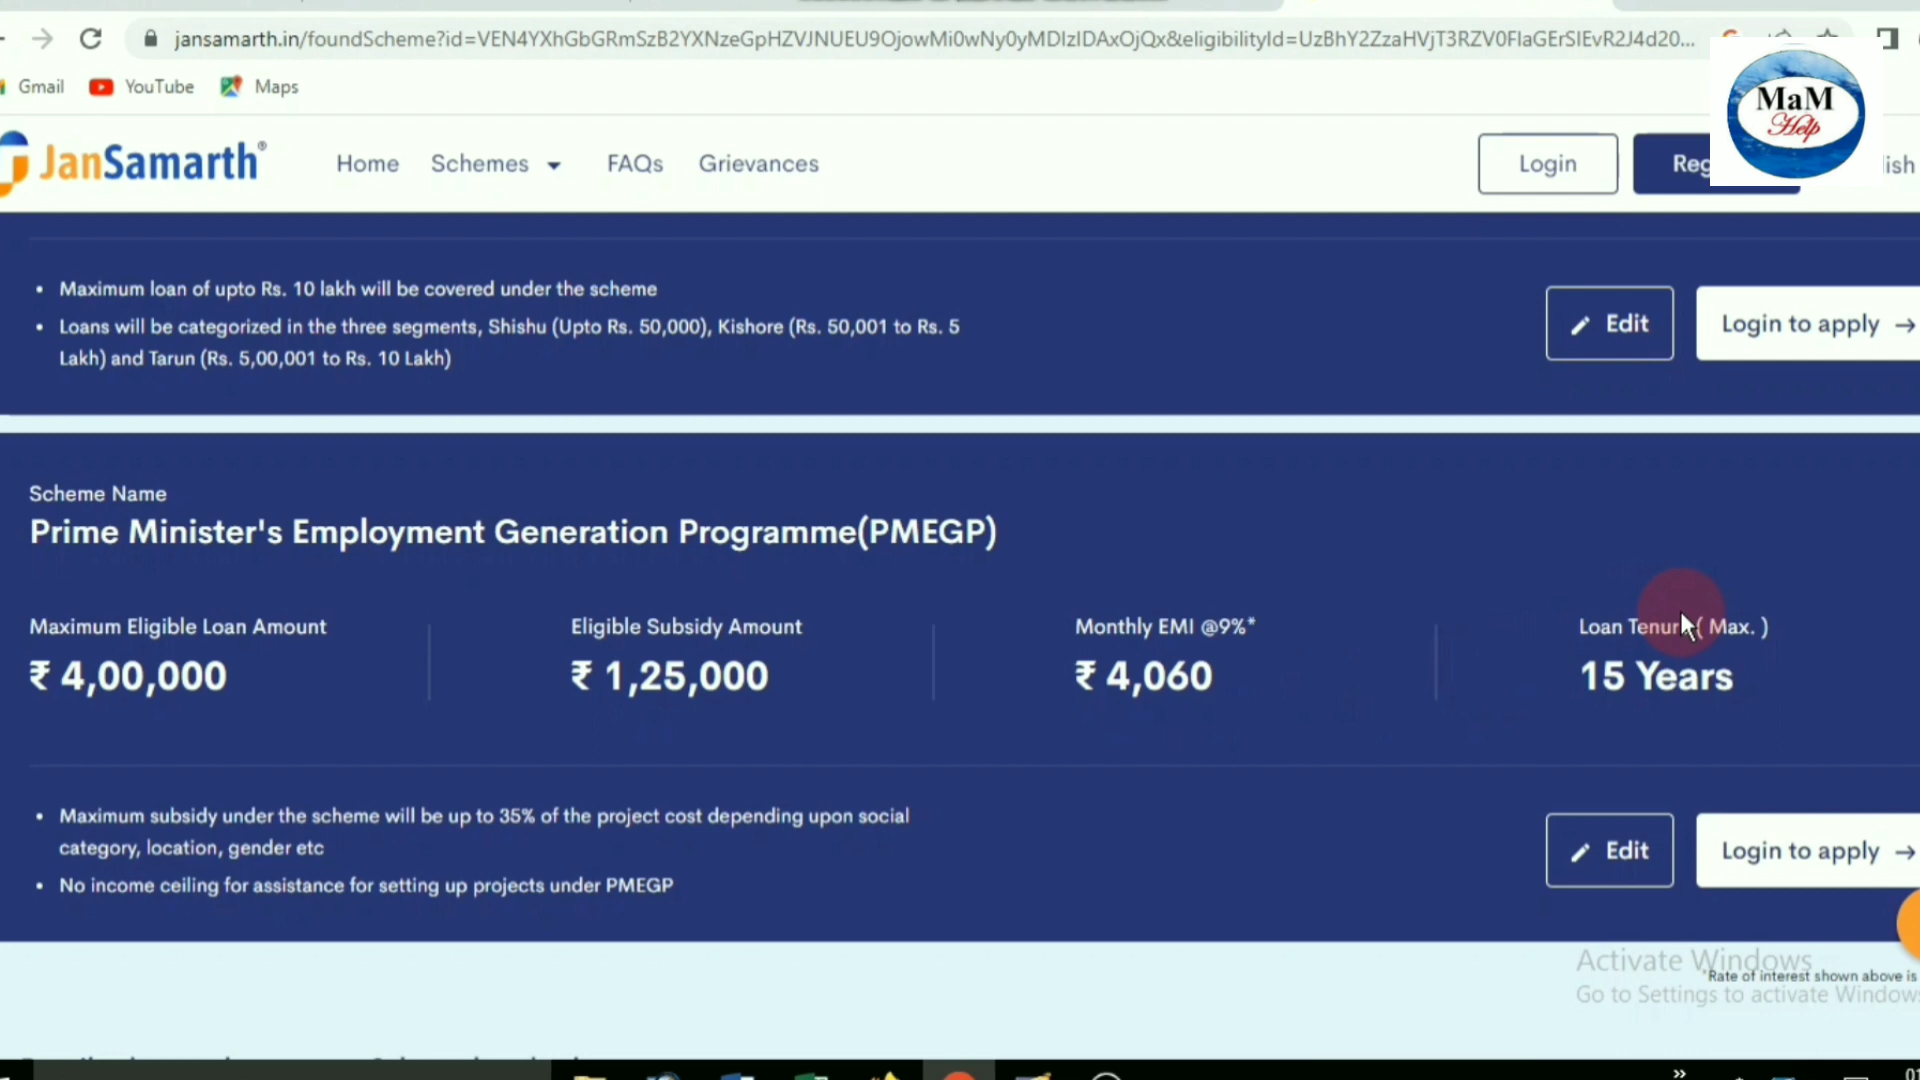 jansamarth.in/foundScheme?id=VEN4YXhGbGRmSzB2YXNzeGpHZVJNUEU9OjowMi0wNy0yMDIzIDAxOjQx&eligibilityId=UzBhY2ZzaHVjT3RZV0FlaGErSlEvR2J4d20...
Gmail YouTube Maps
JanSamarth® Home Schemes FAQs Grievances Login Reg
MaM
Help
Maximum loan of upto Rs. 10 lakh will be covered under the scheme
Loans will be categorized in the three segments, Shishu (Upto Rs. 50,000), Kishore (Rs. 50,001 to Rs. 5
Lakh) and Tarun (Rs. 5,00,001 to Rs. 10 Lakh)
Edit Login to apply →
Scheme Name
Prime Minister's Employment Generation Programme(PMEGP)
Maximum Eligible Loan Amount Eligible Subsidy Amount Monthly EMI @9%* Loan Tenure ( Max. )
₹ 4,00,000 ₹ 1,25,000 ₹ 4,060 15 Years
Maximum subsidy under the scheme will be up to 35% of the project cost depending upon social
category, location, gender etc
No income ceiling for assistance for setting up projects under PMEGP
Edit Login to apply →
Activate Windows
*Rate of interest shown above is
Go to Settings to activate Windows